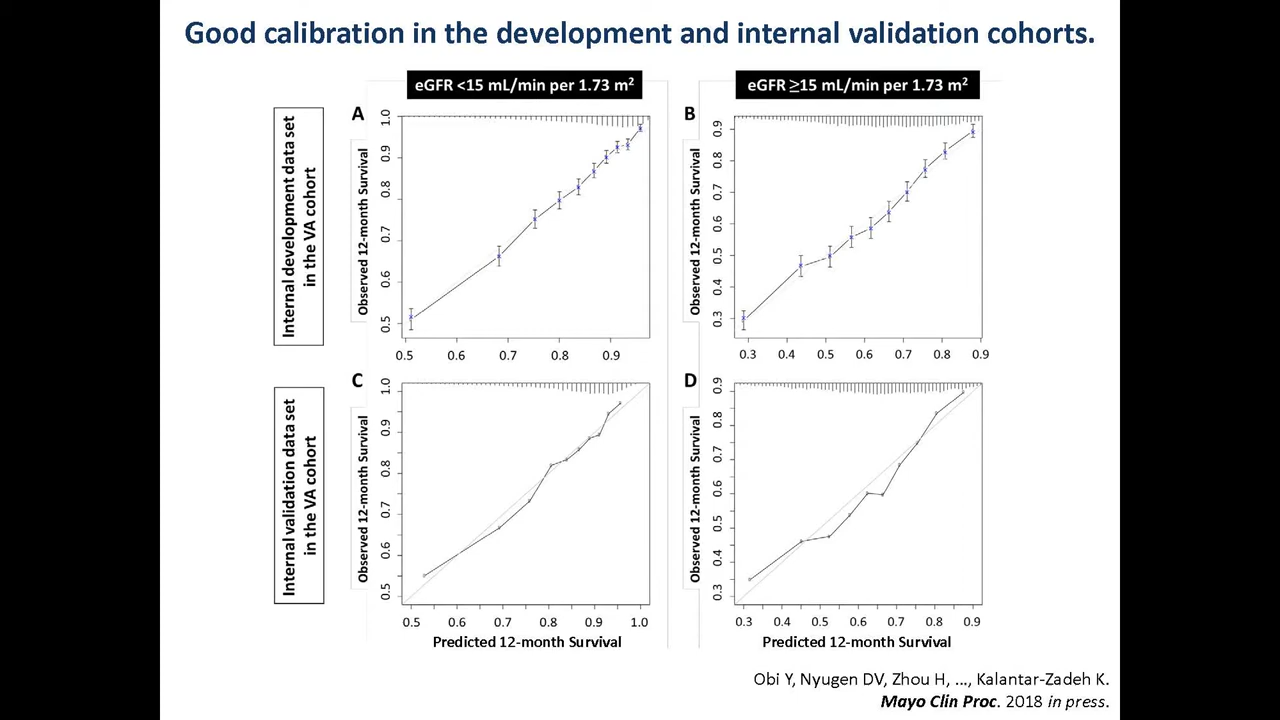 Good calibration in the development and internal validation cohorts.
eGFR <15 mL/min per 1.73 m²
eGFR ≥15 mL/min per 1.73 m²
Internal development data set
in the VA cohort
A
Observed 12-month Survival
1.0
0.9
0.8
0.7
0.6
0.5
0.5 0.6 0.7 0.8 0.9
B
Observed 12-month Survival
0.9
0.8
0.7
0.6
0.5
0.4
0.3
0.3 0.4 0.5 0.6 0.7 0.8 0.9
Internal validation data set
in the VA cohort
C
Observed 12-month Survival
1.0
0.9
0.8
0.7
0.6
0.5
0.5 0.6 0.7 0.8 0.9 1.0
Predicted 12-month Survival
D
Observed 12-month Survival
0.9
0.8
0.7
0.6
0.5
0.4
0.3
0.3 0.4 0.5 0.6 0.7 0.8 0.9
Predicted 12-month Survival
Obi Y, Nyugen DV, Zhou H, ..., Kalantar-Zadeh K.
Mayo Clin Proc. 2018 in press.